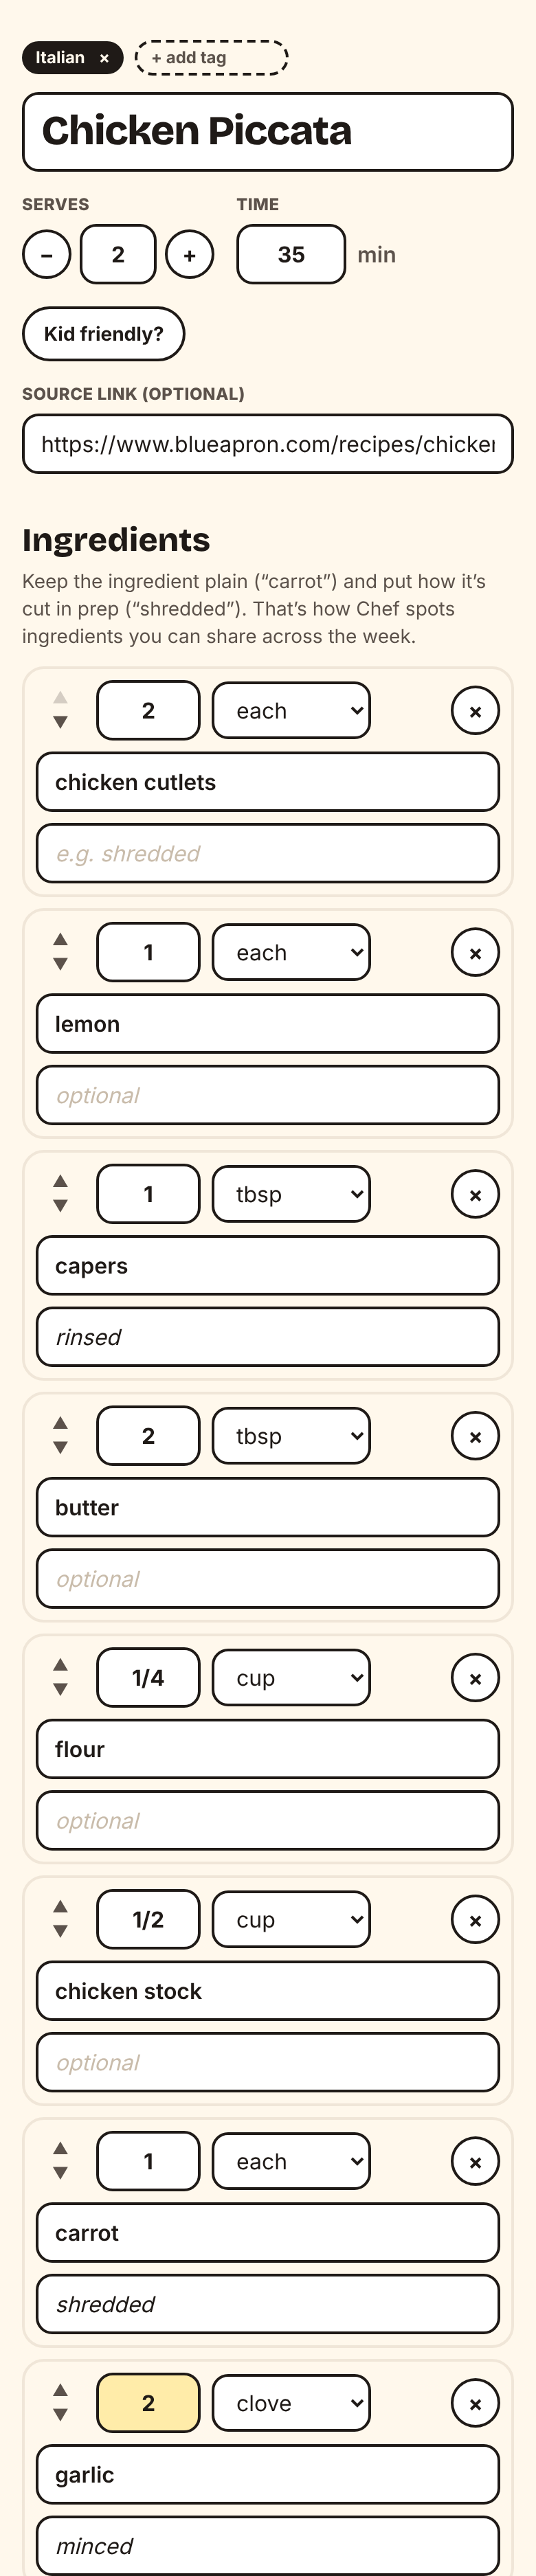 Italian ×
+ add tag
Chicken Piccata
SERVES
TIME
− 2 +
35 min
Kid friendly?
SOURCE LINK (OPTIONAL)
https://www.blueapron.com/recipes/chicken
Ingredients
Keep the ingredient plain (“carrot”) and put how it’s
cut in prep (“shredded”). That’s how Chef spots
ingredients you can share across the week.
▲
▼
2 each ×
chicken cutlets
e.g. shredded
▲
▼
1 each ×
lemon
optional
▲
▼
1 tbsp ×
capers
rinsed
▲
▼
2 tbsp ×
butter
optional
▲
▼
1/4 cup ×
flour
optional
▲
▼
1/2 cup ×
chicken stock
optional
▲
▼
1 each ×
carrot
shredded
▲
▼
2 clove ×
garlic
minced